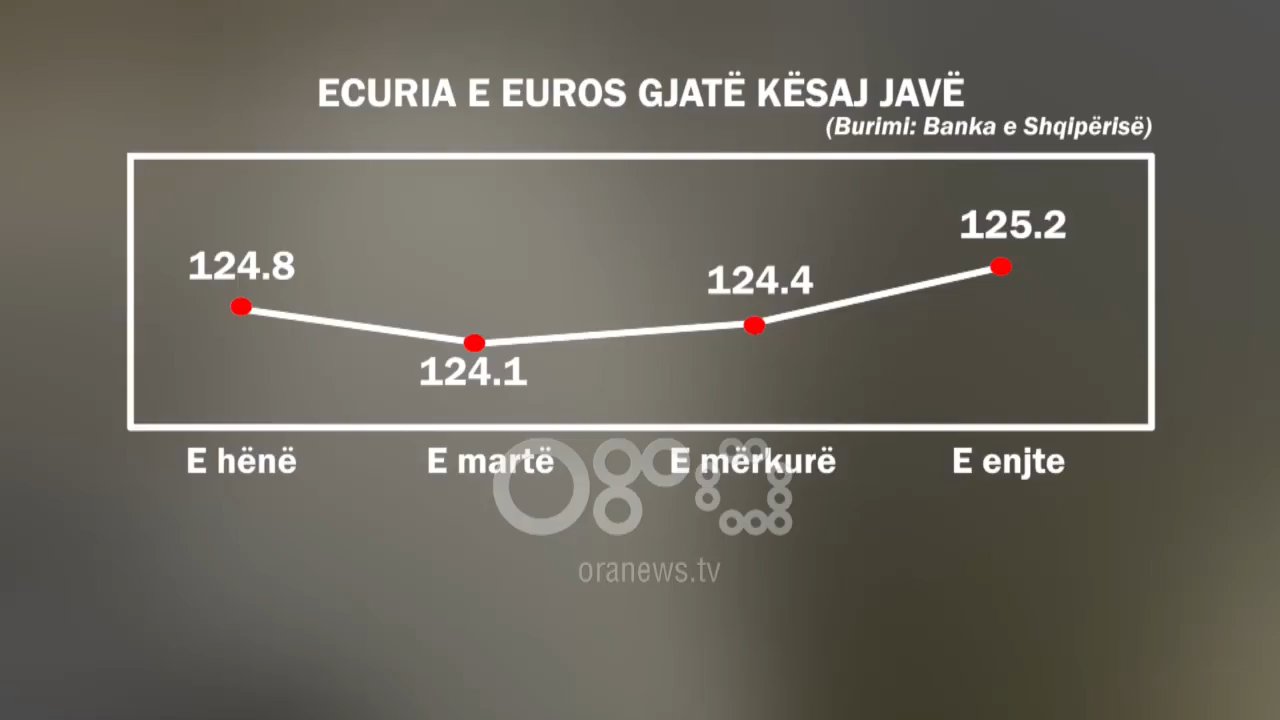 ECURIA E EUROS GJATË KËSAJ JAVË
(Burimi: Banka e Shqipërisë)
124.8
124.1
124.4
125.2
E hënë
E martë
E mërkurë
E enjte
ora
oranews.tv